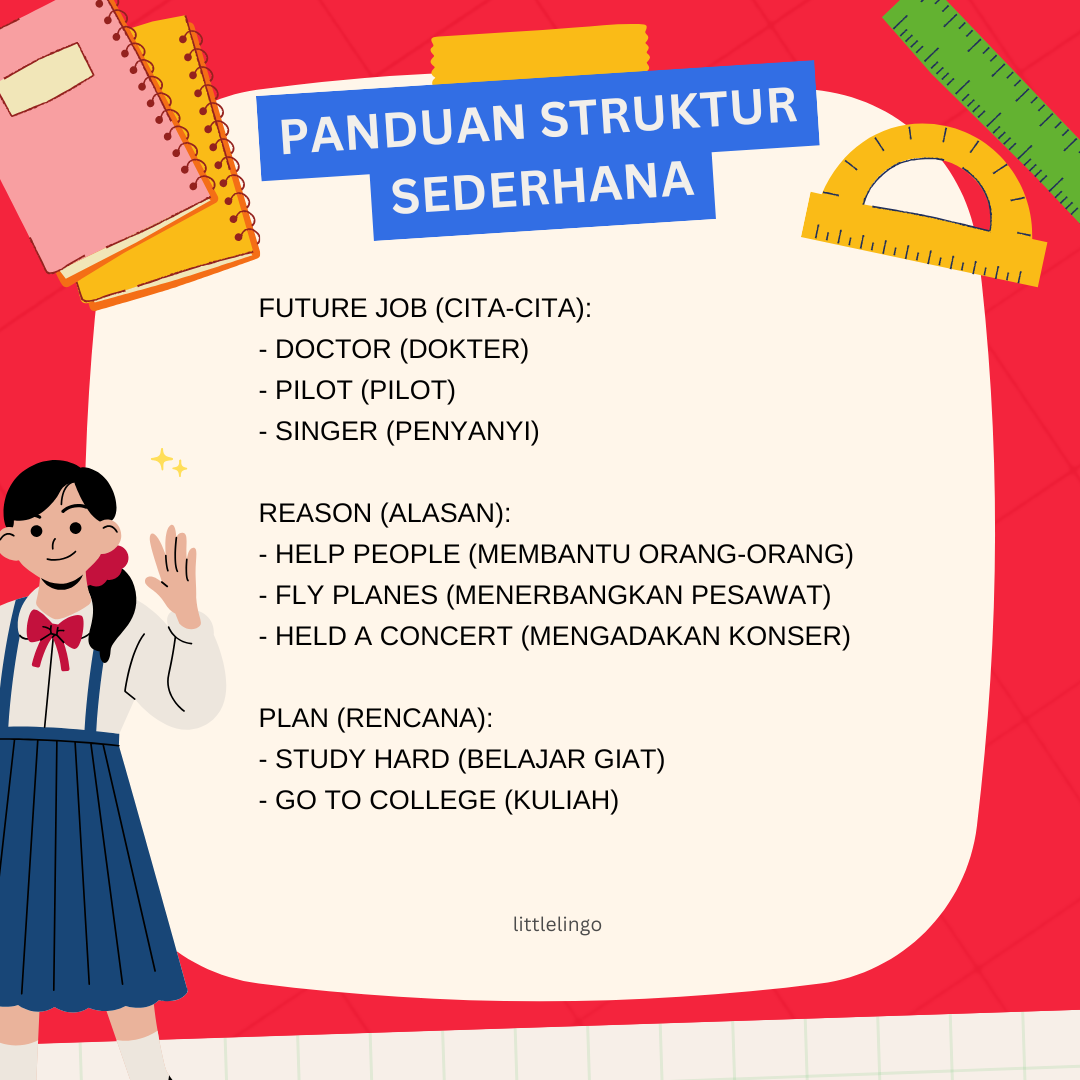 PANDUAN STRUKTUR
SEDERHANA
FUTURE JOB (CITA-CITA):
- DOCTOR (DOKTER)
- PILOT (PILOT)
- SINGER (PENYANYI)
REASON (ALASAN):
- HELP PEOPLE (MEMBANTU ORANG-ORANG)
- FLY PLANES (MENERBANGKAN PESAWAT)
- HELD A CONCERT (MENGADAKAN KONSER)
PLAN (RENCANA):
- STUDY HARD (BELAJAR GIAT)
- GO TO COLLEGE (KULIAH)
littlelingo